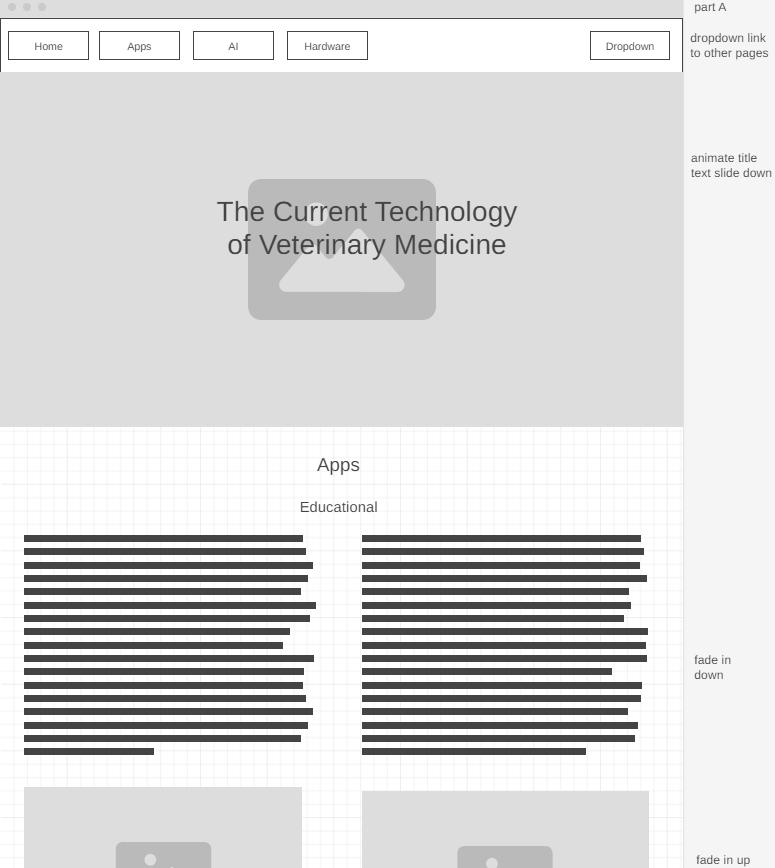 part A
Home
Apps
AI
Hardware
Dropdown
dropdown link
to other pages
animate title
text slide down
The Current Technology
of Veterinary Medicine
Apps
Educational
fade in
down
fade in up